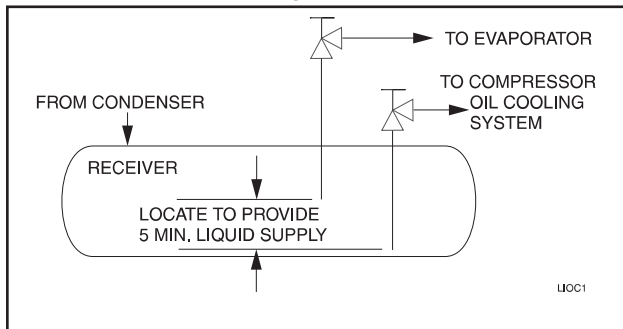 TO EVAPORATOR
TO COMPRESSOR
OIL COOLING
SYSTEM
FROM CONDENSER
RECEIVER
LOCATE TO PROVIDE
5 MIN. LIQUID SUPPLY
LIOC1